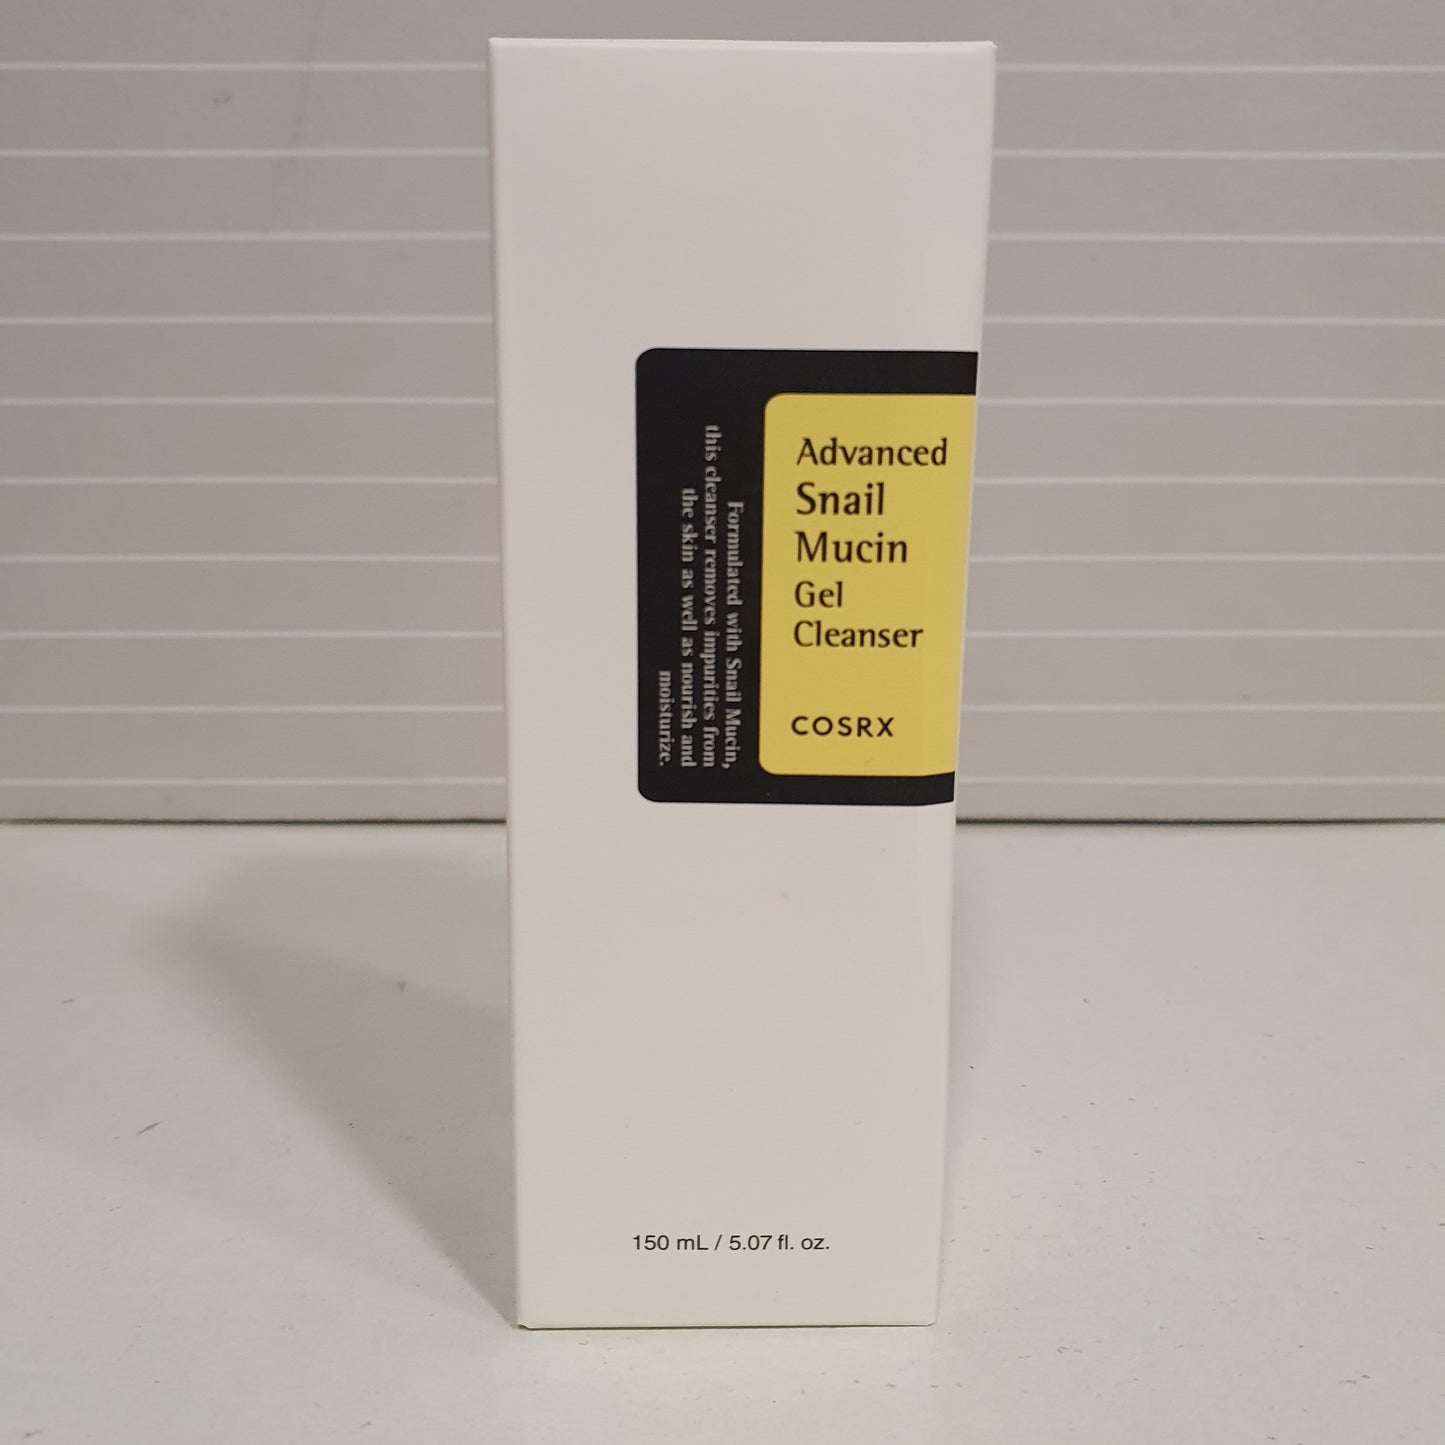 Advanced
Snail
Mucin
Gel
Cleanser
COSRX
Formulated with Snail Mucin,
this cleanser removes impurities from
the skin as well as nourish and
moisturize.
150 mL / 5.07 fl. oz.